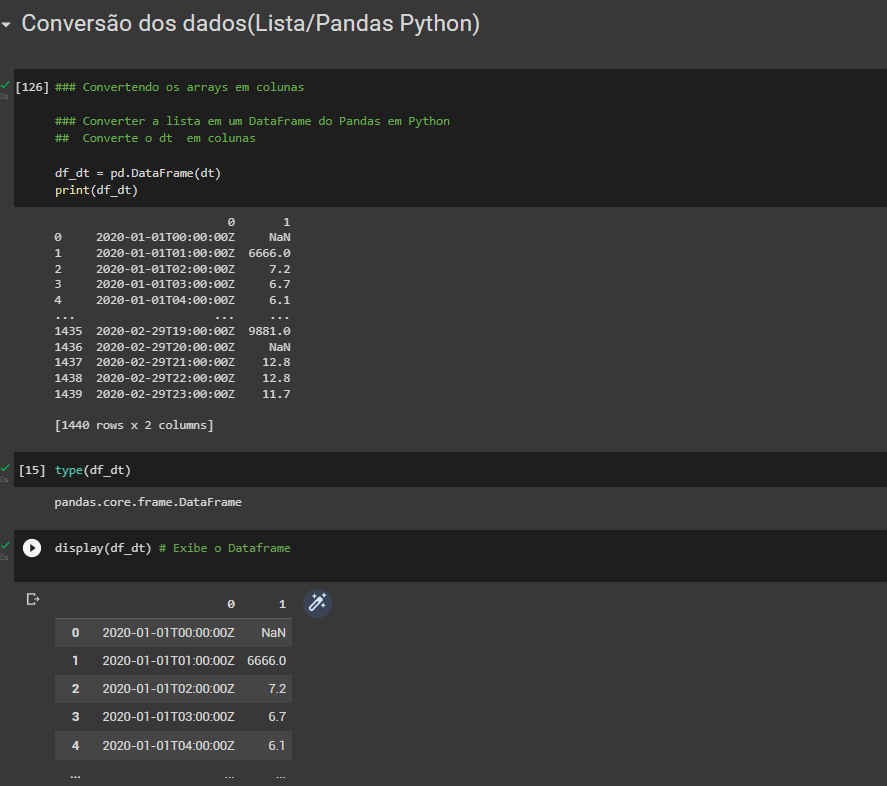 Conversão dos dados(Lista/Pandas Python)
[126] ### Convertendo os arrays em colunas
0s
### Converter a lista em um DataFrame do Pandas em Python
## Converte o dt em colunas
df_dt = pd.DataFrame(dt)
print(df_dt)
0 1
0 2020-01-01T00:00:00Z NaN
1 2020-01-01T01:00:00Z 6666.0
2 2020-01-01T02:00:00Z 7.2
3 2020-01-01T03:00:00Z 6.7
4 2020-01-01T04:00:00Z 6.1
... ... ...
1435 2020-02-29T19:00:00Z 9881.0
1436 2020-02-29T20:00:00Z NaN
1437 2020-02-29T21:00:00Z 12.8
1438 2020-02-29T22:00:00Z 12.8
1439 2020-02-29T23:00:00Z 11.7
[1440 rows x 2 columns]
[15] type(df_dt)
0s
pandas.core.frame.DataFrame
display(df_dt) # Exibe o Dataframe
0s
0 1
0 2020-01-01T00:00:00Z NaN
1 2020-01-01T01:00:00Z 6666.0
2 2020-01-01T02:00:00Z 7.2
3 2020-01-01T03:00:00Z 6.7
4 2020-01-01T04:00:00Z 6.1
... ... ...